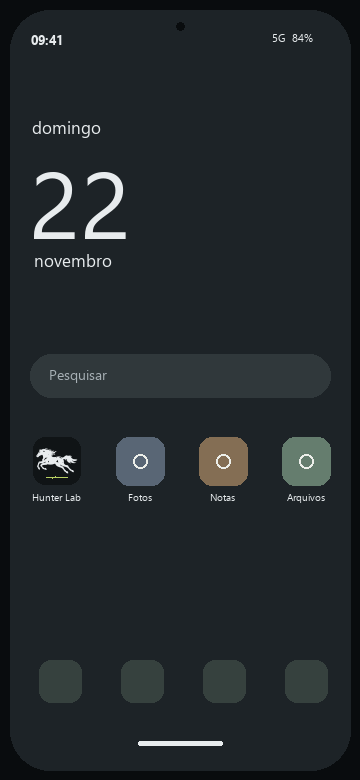 09:41
5G 84%
domingo
22
novembro
Pesquisar
Hunter Lab
Fotos
Notas
Arquivos